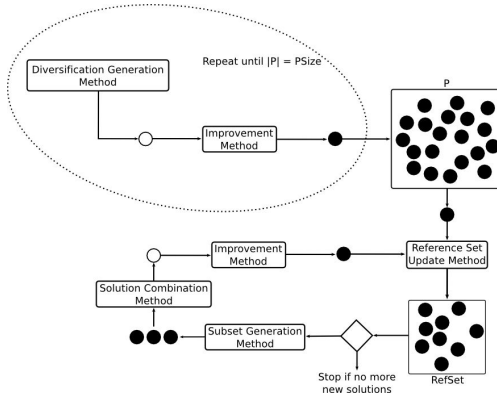 Diversification Generation
Method
Repeat until |P| = PSize
Improvement
Method
P
Improvement
Method
Reference Set
Update Method
Solution Combination
Method
Subset Generation
Method
Stop if no more
new solutions
RefSet